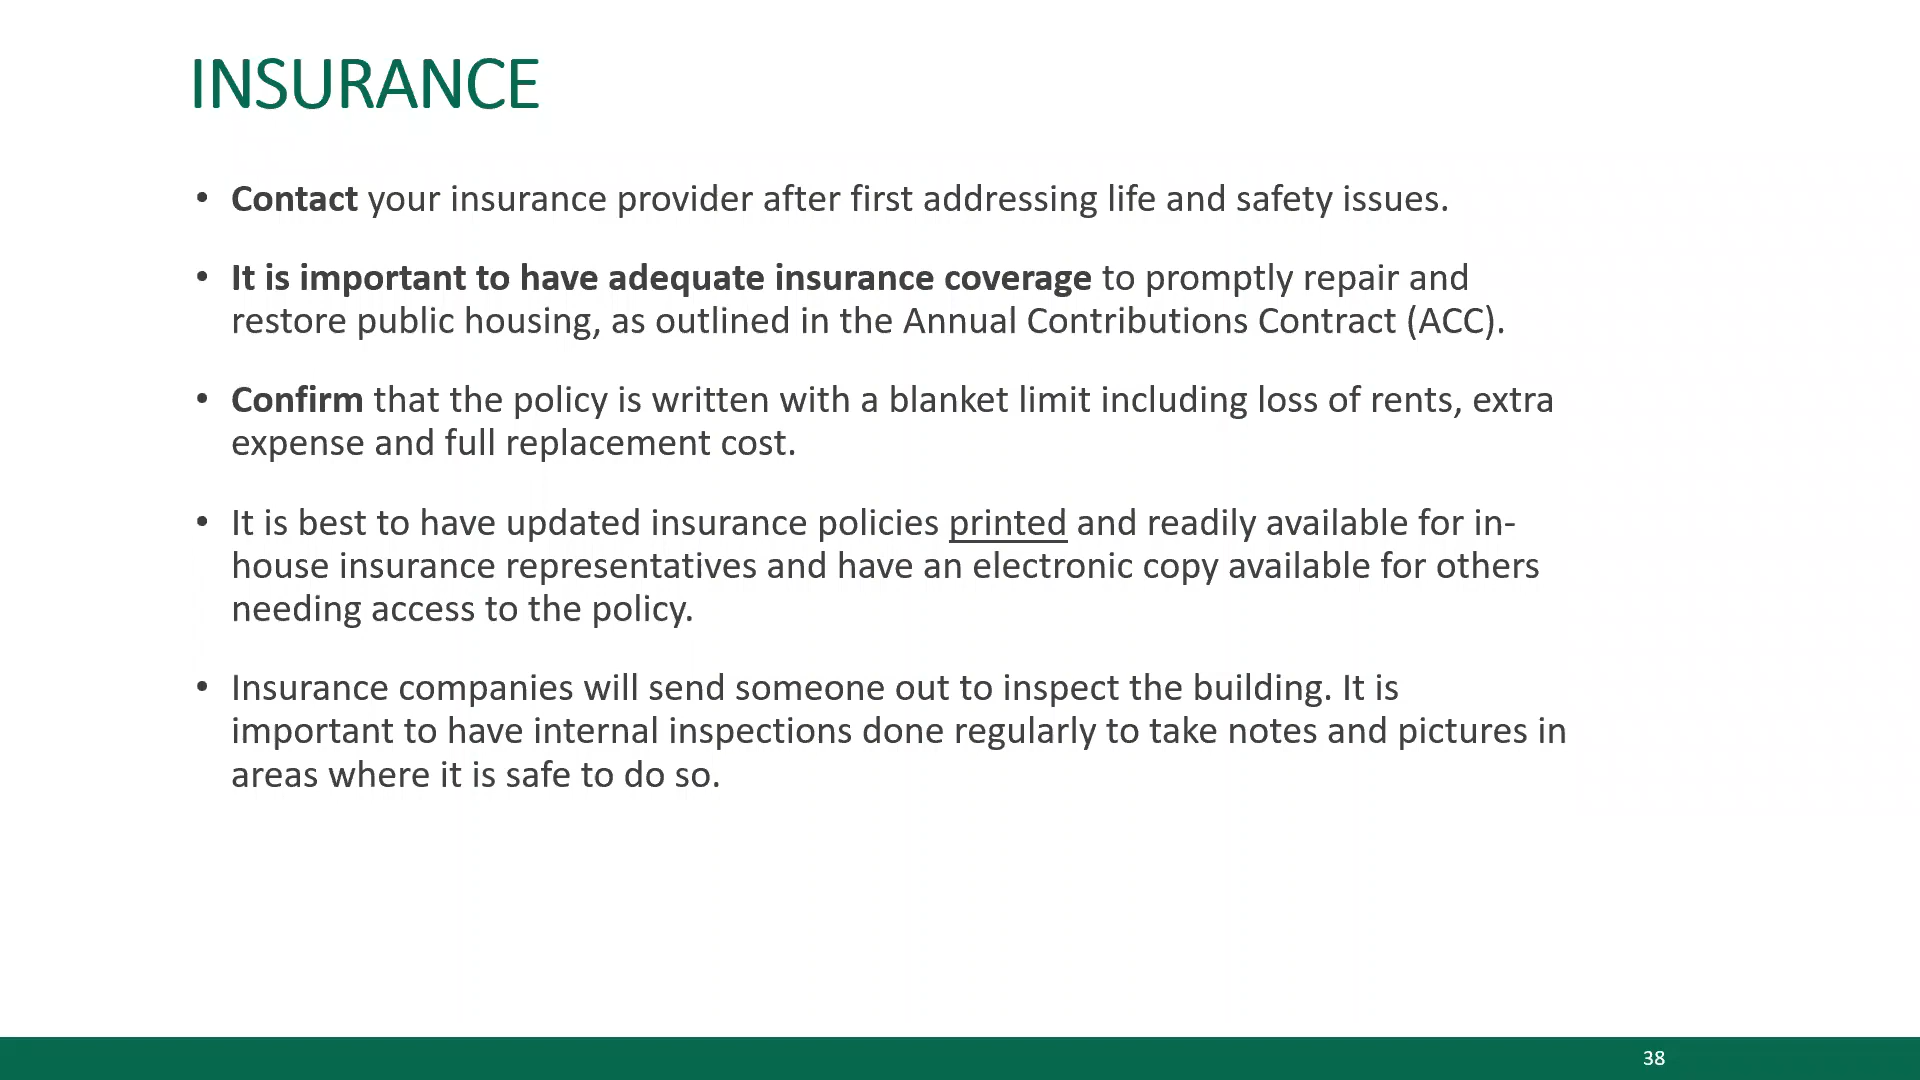 INSURANCE
• Contact your insurance provider after first addressing life and safety issues.
• It is important to have adequate insurance coverage to promptly repair and
restore public housing, as outlined in the Annual Contributions Contract (ACC).
• Confirm that the policy is written with a blanket limit including loss of rents, extra
expense and full replacement cost.
• It is best to have updated insurance policies printed and readily available for in-
house insurance representatives and have an electronic copy available for others
needing access to the policy.
• Insurance companies will send someone out to inspect the building. It is
important to have internal inspections done regularly to take notes and pictures in
areas where it is safe to do so.
38